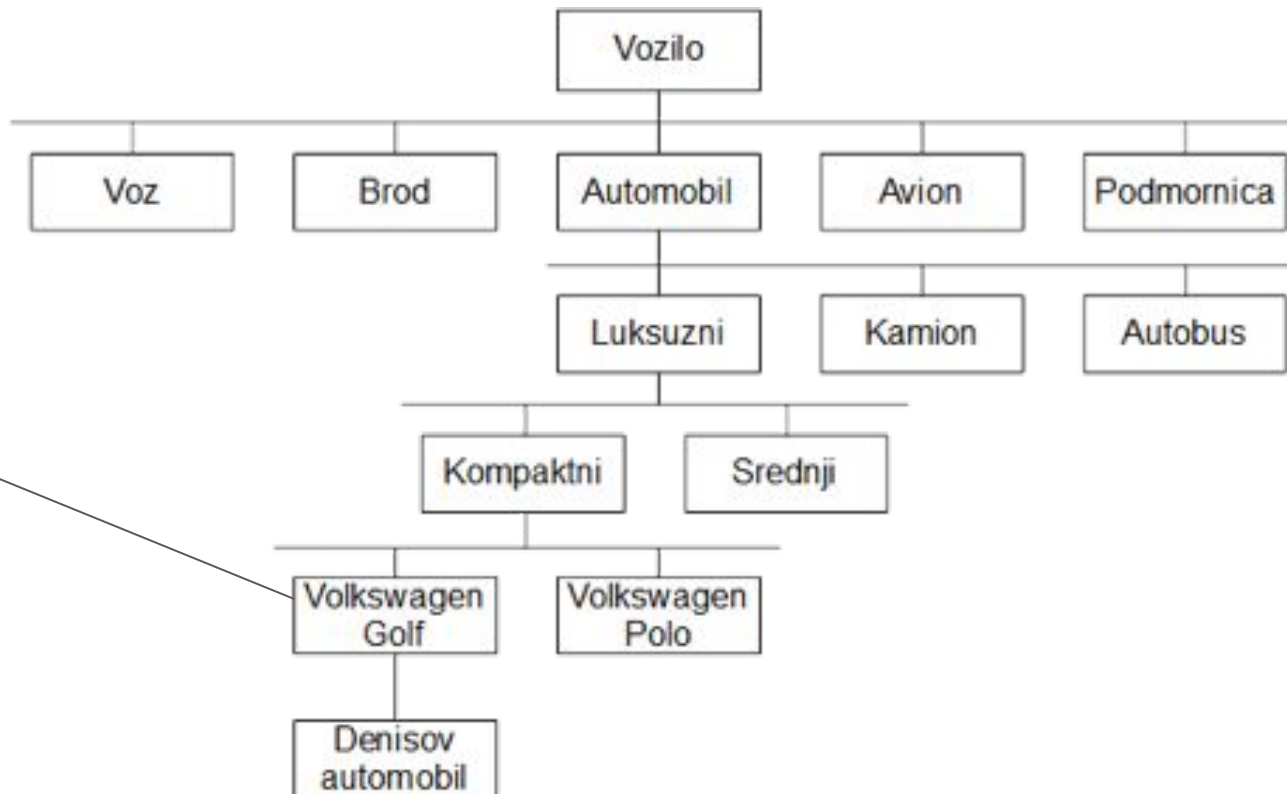 Vozilo
Voz
Brod
Automobil
Avion
Podmornica
Luksuzni
Kamion
Autobus
Kompaktni
Srednji
Volkswagen
Golf
Volkswagen
Polo
Denisov
automobil